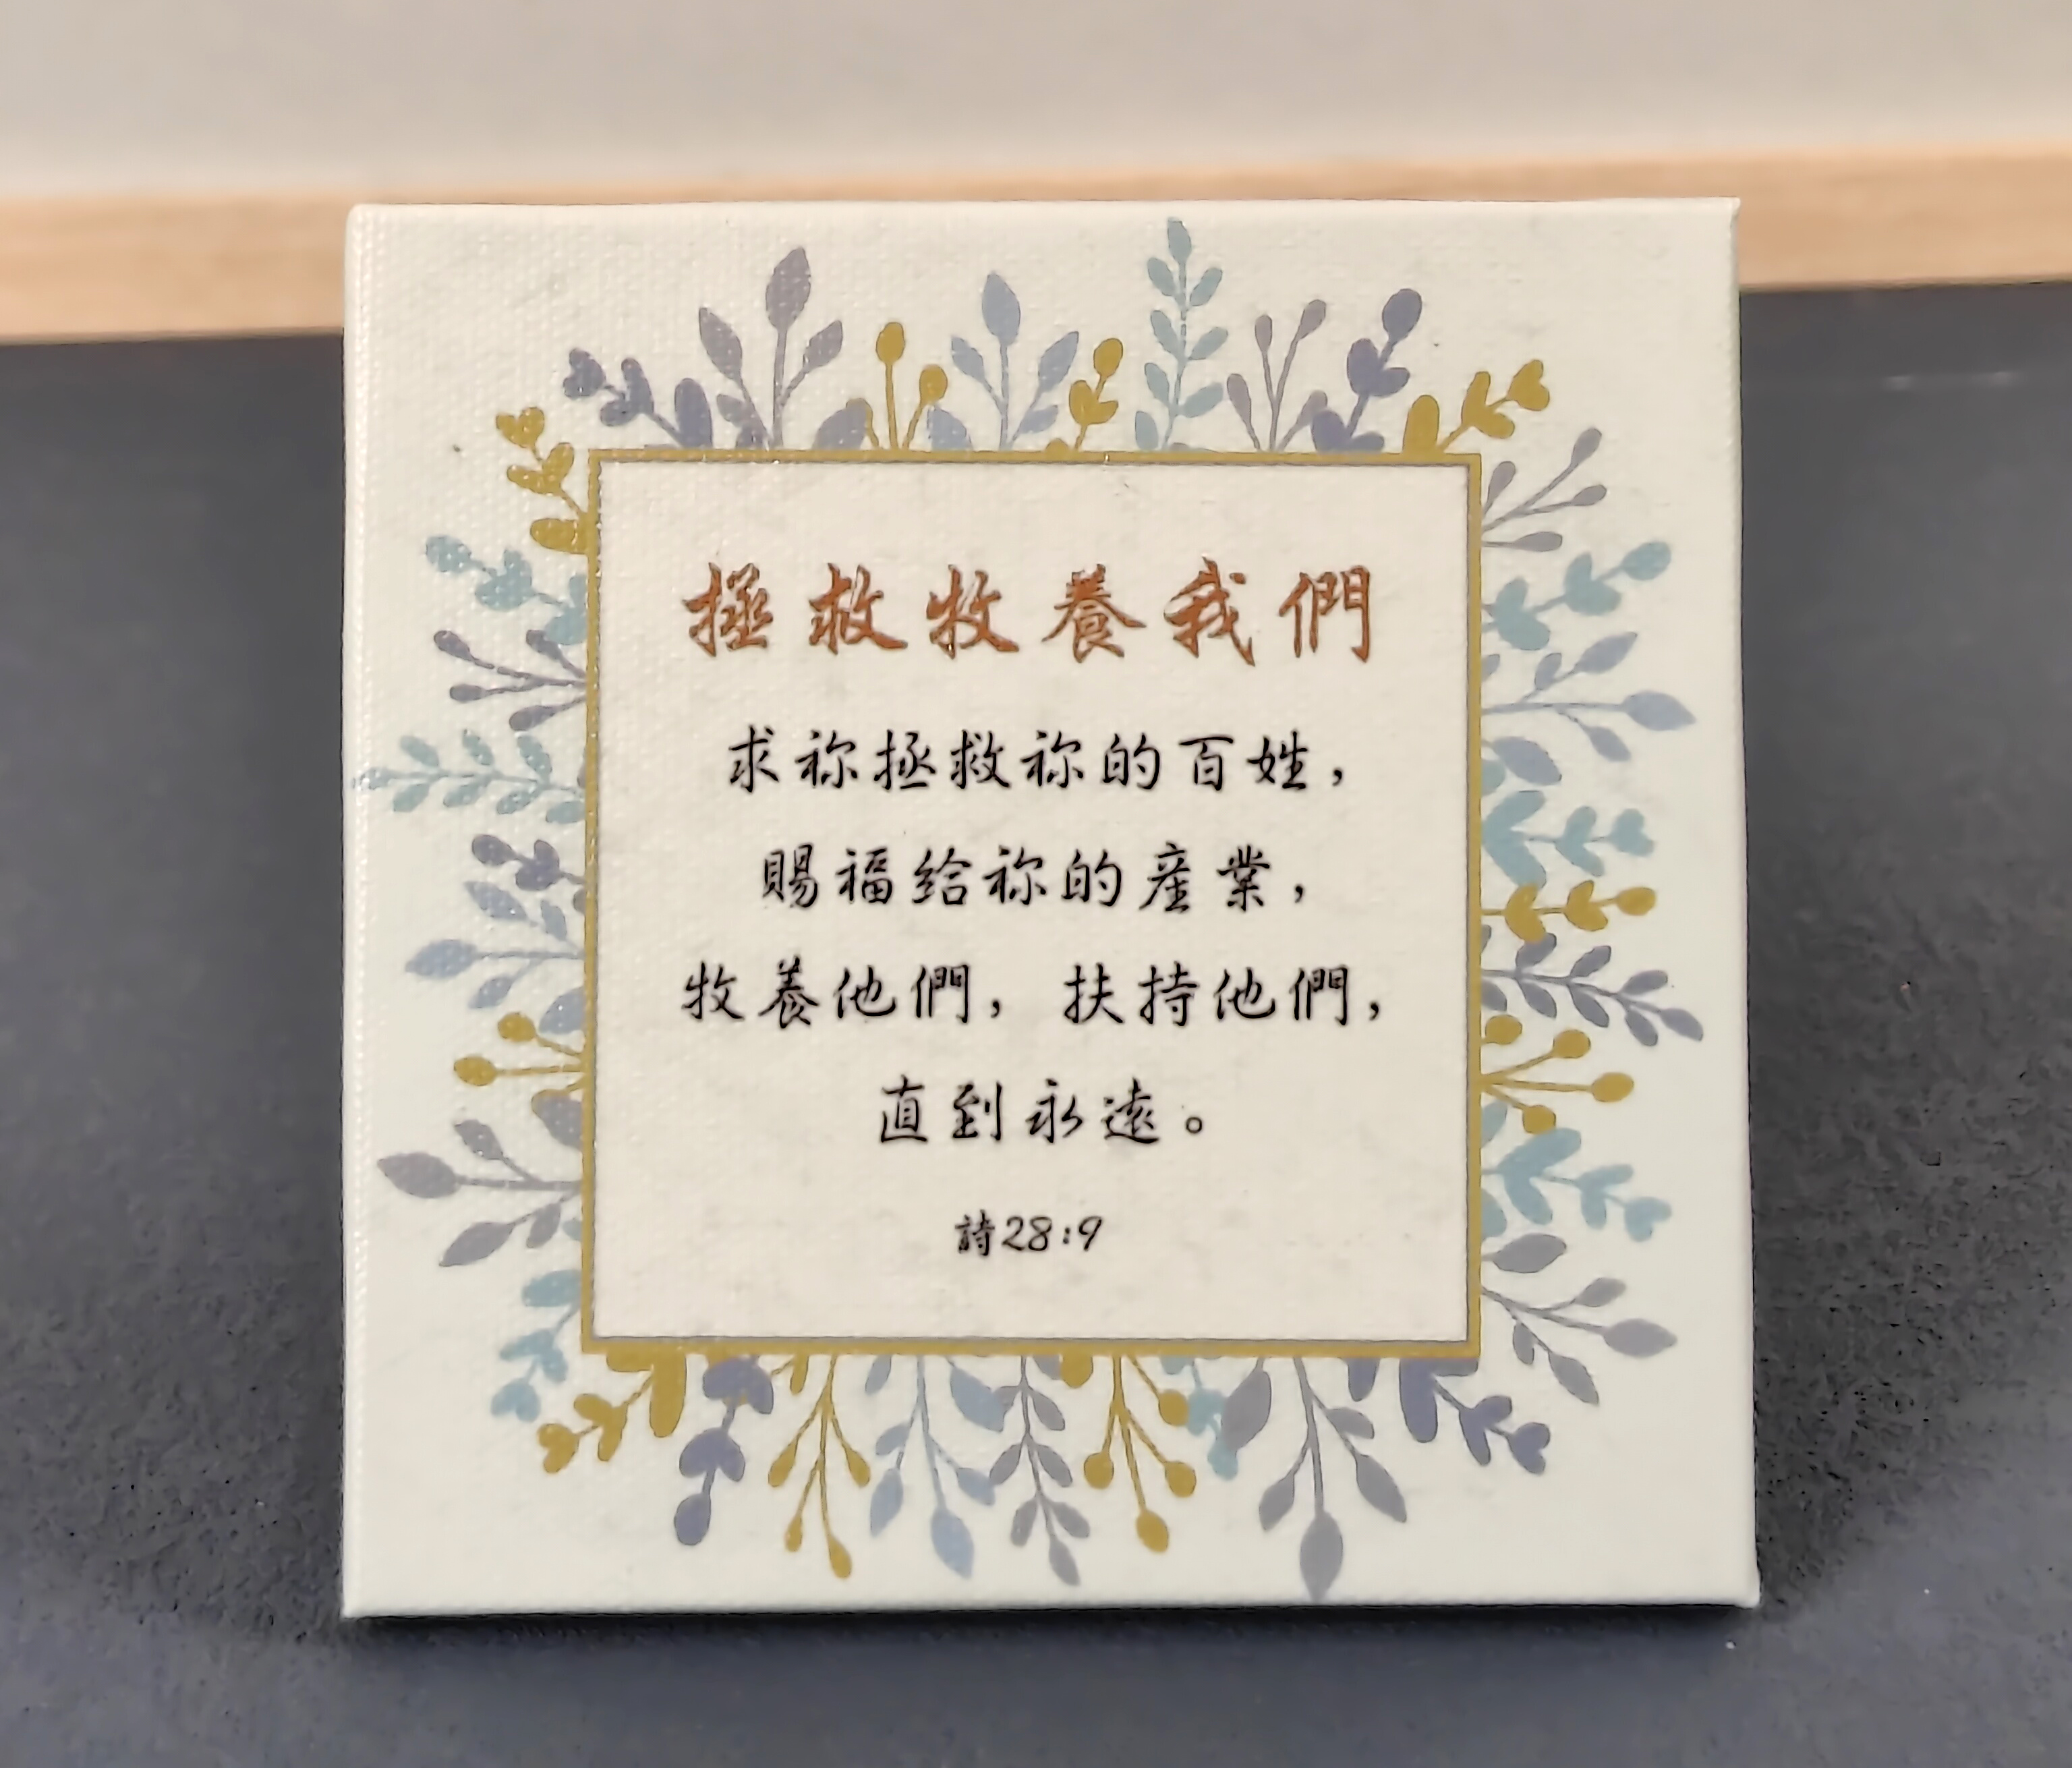 拯救牧養我們
求祢拯救祢的百姓，
賜福給祢的產業，
牧養他們，扶持他們，
直到永遠。
詩28:9